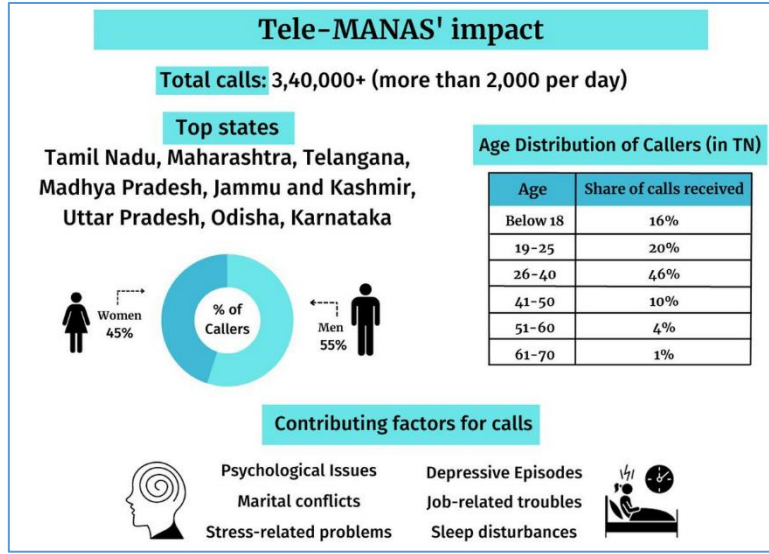 Tele-MANAS' impact
Total calls: 3,40,000+ (more than 2,000 per day)
Top states
Tamil Nadu, Maharashtra, Telangana,
Madhya Pradesh, Jammu and Kashmir,
Uttar Pradesh, Odisha, Karnataka
Women
45%
% of
Callers
Men
55%
Age Distribution of Callers (in TN)
Age Share of calls received
Below 18 16%
19-25 20%
26-40 46%
41-50 10%
51-60 4%
61-70 1%
Contributing factors for calls
Psychological Issues
Marital conflicts
Stress-related problems
Depressive Episodes
Job-related troubles
Sleep disturbances